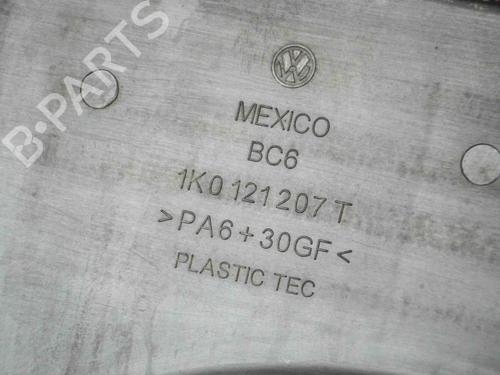 B-PARTS
MEXICO
BC6
1K0 121 207 T
>PA6+30GF<
PLASTIC TEC